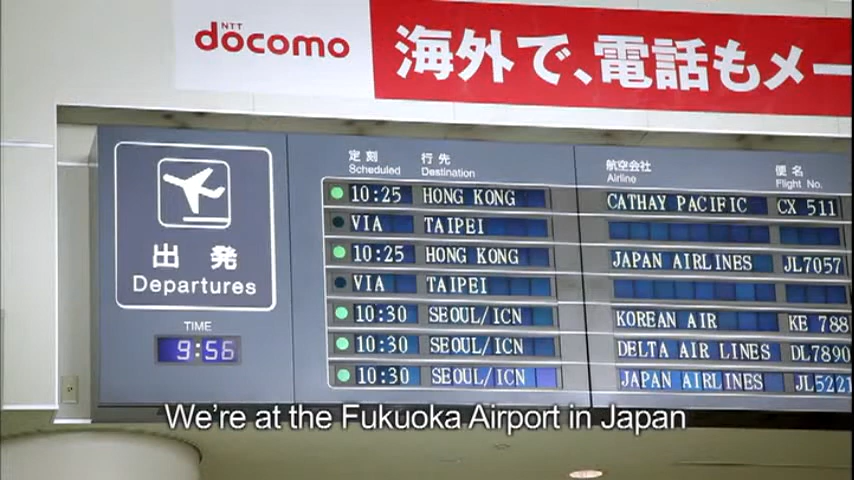 NTT
docomo
海外で、電話もメー
出発
Departures
TIME
9:56
定刻 行先 航空会社 便名
Scheduled Destination Airline Flight No.
10:25 HONG KONG CATHAY PACIFIC CX 511
VIA TAIPEI
10:25 HONG KONG JAPAN AIRLINES JL7057
VIA TAIPEI
10:30 SEOUL/ICN KOREAN AIR KE 788
10:30 SEOUL/ICN DELTA AIR LINES DL7890
10:30 SEOUL/ICN JAPAN AIRLINES JL5221
We're at the Fukuoka Airport in Japan